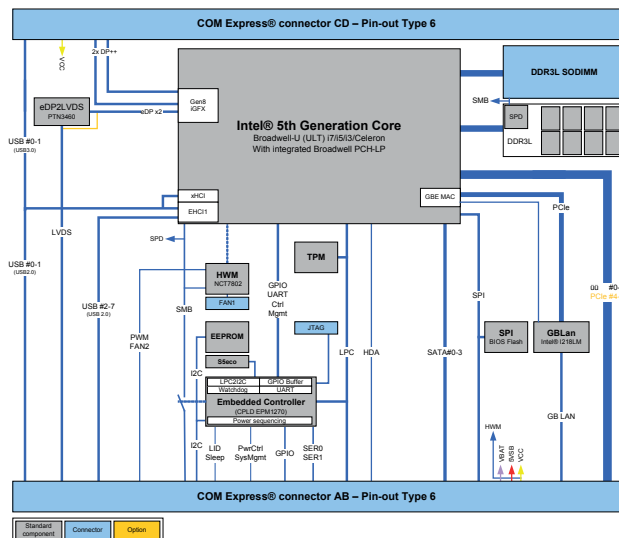 COM Express® connector CD – Pin-out Type 6
2x DP++
VCC
DDR3L SODIMM
SMB
SPD
DDR3L
Gen8
iGFX
eDP2LVDS
PTN3460
eDP x2
Intel® 5th Generation Core
Broadwell-U (ULT) i7/i5/i3/Celeron
With integrated Broadwell PCH-LP
USB #0-1
(USB3.0)
xHCI
EHCI1
GBE MAC
PCIe
LVDS
SPD
USB #0-1
(USB2.0)
USB #2-7
(USB 2.0)
HWM
NCT7802
FAN1
TPM
GPIO
UART
Ctrl
Mgmt
SMB
SPI
#0-
PCIe #4
PWM
FAN2
EEPROM
S5eco
JTAG
LPC
HDA
SATA#0-3
SPI
BIOS Flash
GBLan
Intel® I218LM
I2C
LPC2I2C
GPIO Buffer
Watchdog
UART
Embedded Controller
(CPLD EPM1270)
Power sequencing
GB LAN
I2C
LID
Sleep
PwrCtrl
SysMgmt
GPIO
SER0
SER1
HWM
VBAT
5VSB
VCC
COM Express® connector AB – Pin-out Type 6
Standard
component
Connector
Option